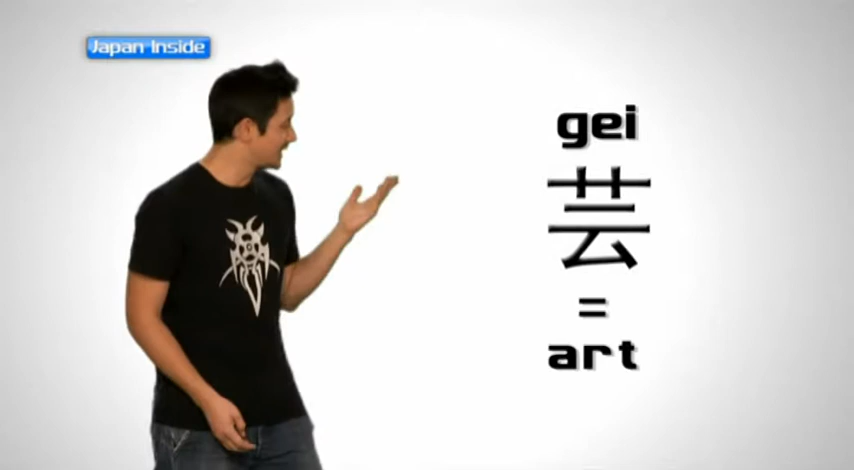 Japan Inside
gei
芸
=
art